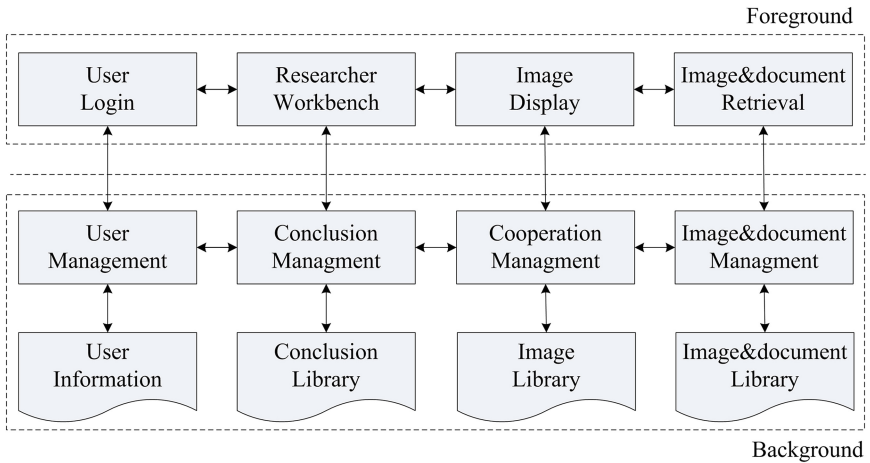 Foreground
User
Login
Researcher
Workbench
Image
Display
Image&document
Retrieval
User
Management
Conclusion
Managment
Cooperation
Managment
Image&document
Managment
User
Information
Conclusion
Library
Image
Library
Image&document
Library
Background